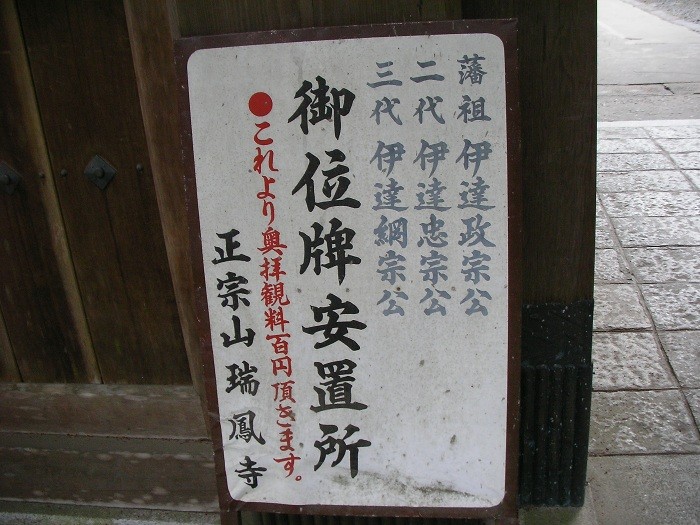 藩祖 伊達政宗公
二代 伊達忠宗公
三代 伊達綱宗公
御位牌安置所
●これより奥拝観料百円頂きます。
正宗山瑞鳳寺